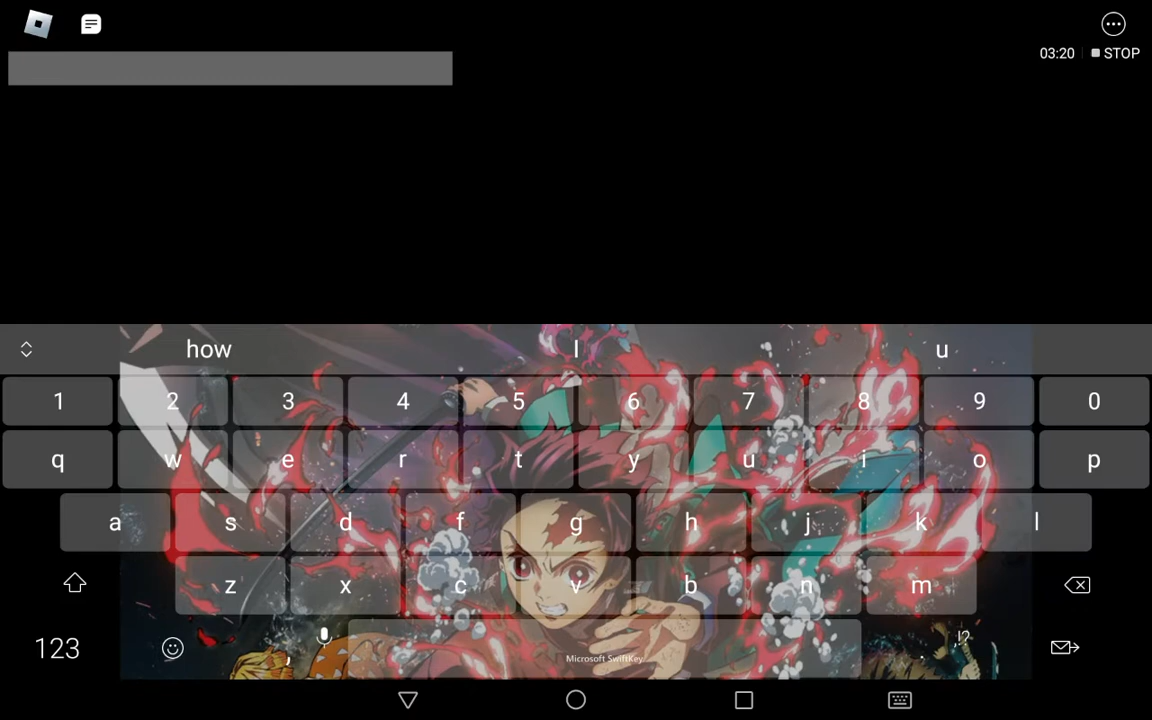 03:20 STOP
how I u
1 2 3 4 5 6 7 8 9 0
q w e r t y u i o p
a s d f g h j k l
z x c v b n m
123 , . !?
Microsoft SwiftKey